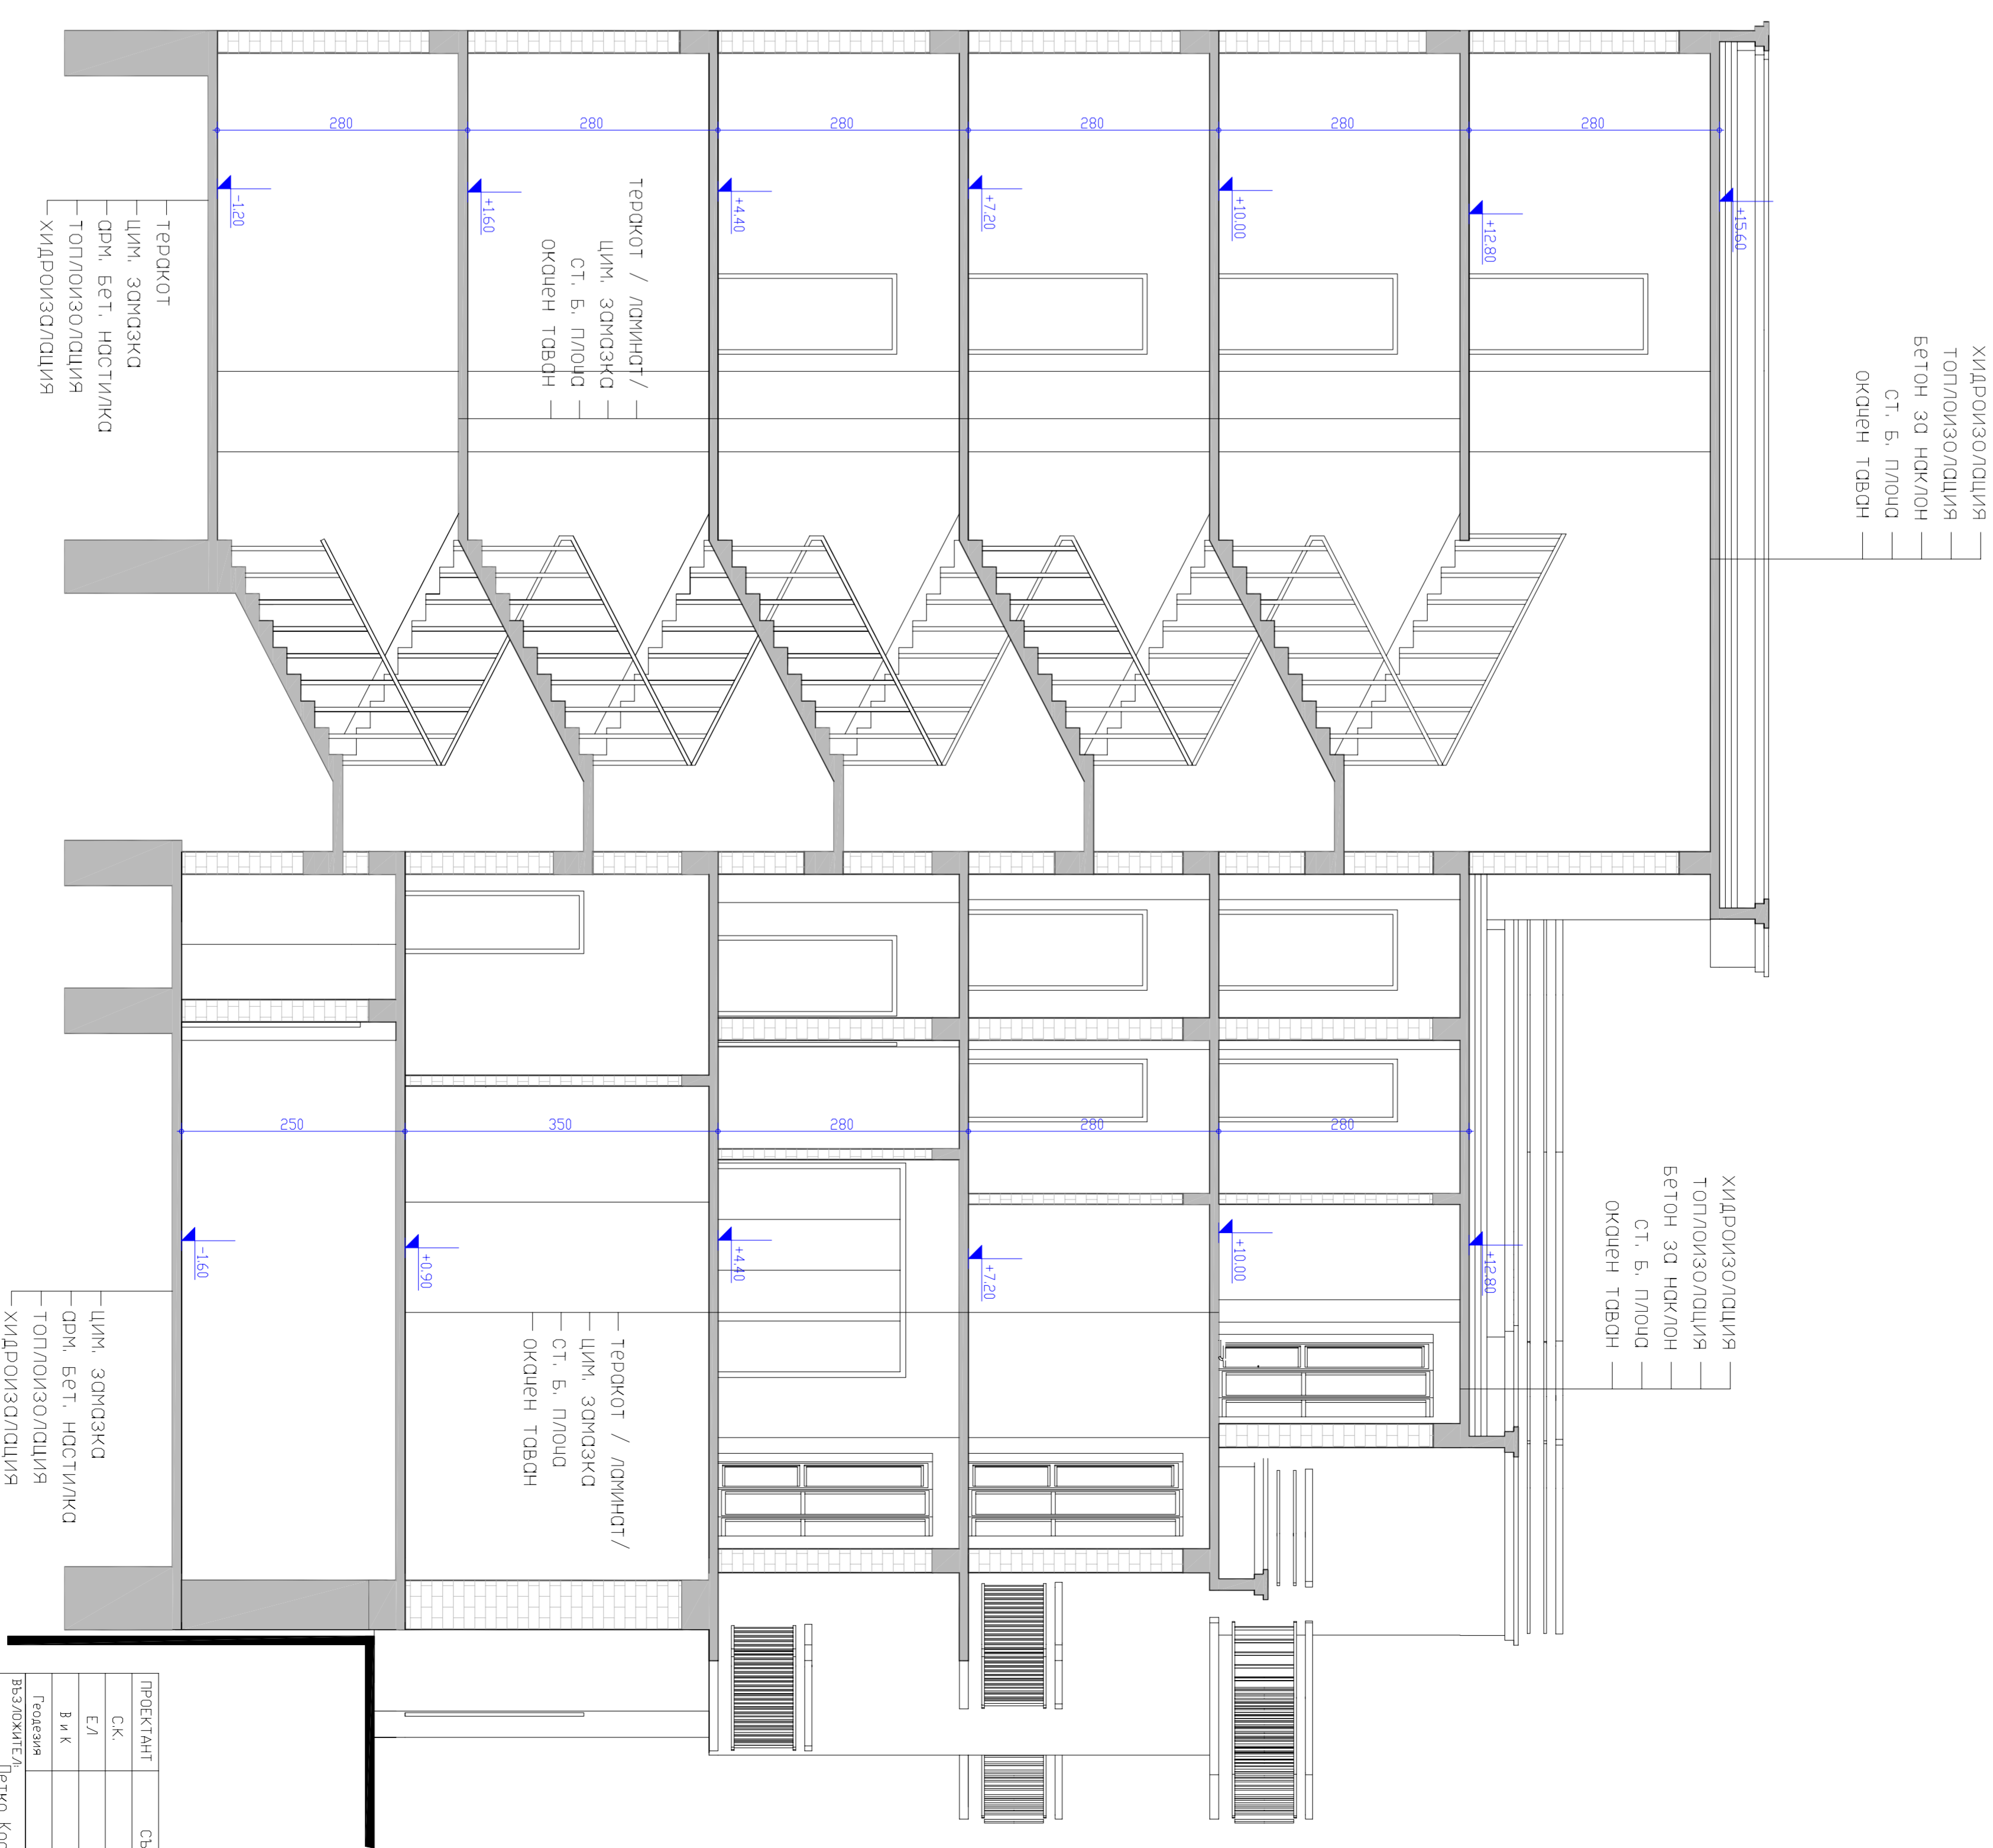 хидроизолация
топлоизолация
бетон за наклон
ст. б. плоча
окачен таван
+15.60
280
+12.80
280
+10.00
280
+7.20
280
+4.40
280
+1.60
280
-1.20
теракот / ламинат/
цим. замазка
ст. б. плоча
окачен таван
теракот
цим. замазка
арм. бет. настилка
топлоизолация
хидроизалация
хидроизолация
топлоизолация
бетон за наклон
ст. б. плоча
окачен таван
+12.80
280
+10.00
280
+7.20
280
+4.40
350
+0.90
250
-1.60
теракот / ламинат/
цим. замазка
ст. б. плоча
окачен таван
цим. замазка
арм. бет. настилка
топлоизолация
хидроизалация
ПРОЕКТАНТ СЪ
С.К.
ЕЛ
В и К
Геодезия
ВЪЗЛОЖИТЕЛ: Петко